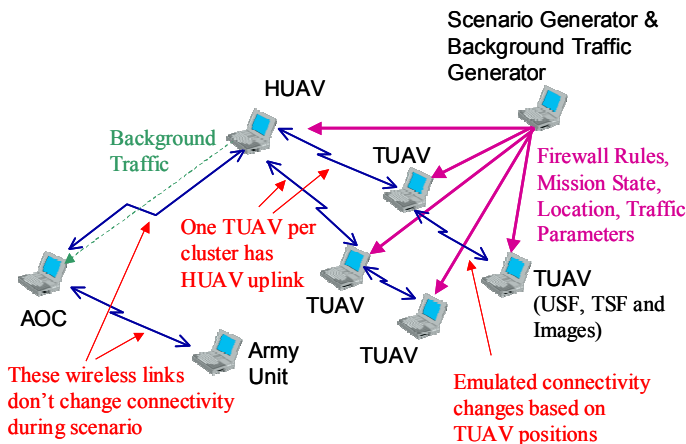 Scenario Generator &
Background Traffic
Generator
HUAV
Background
Traffic
TUAV
Firewall Rules,
Mission State,
Location, Traffic
Parameters
One TUAV per
cluster has
HUAV uplink
TUAV
(USF, TSF and
Images)
TUAV
AOC
TUAV
Army
Unit
These wireless links
don't change connectivity
during scenario
Emulated connectivity
changes based on
TUAV positions